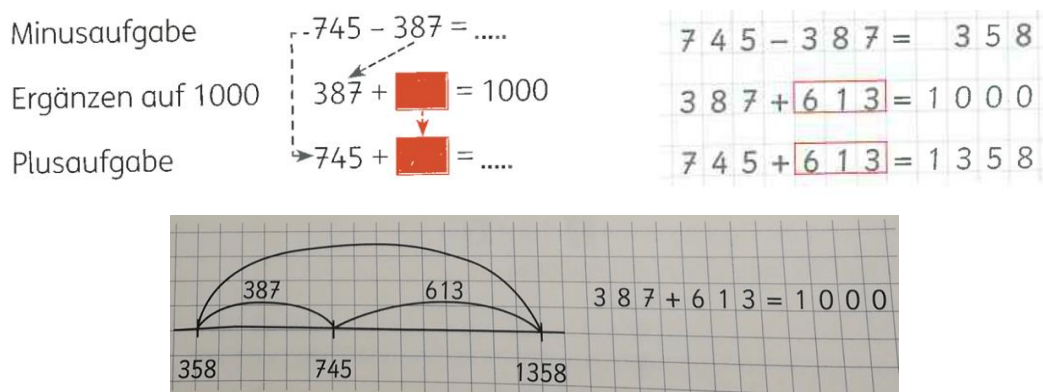 Minusaufgabe 745 – 387 = .....
Ergänzen auf 1000 387 + = 1000
Plusaufgabe 745 + = .....
745 – 387 = 358
387 + 613 = 1000
745 + 613 = 1358
387 613
358 745 1358
387 + 613 = 1000